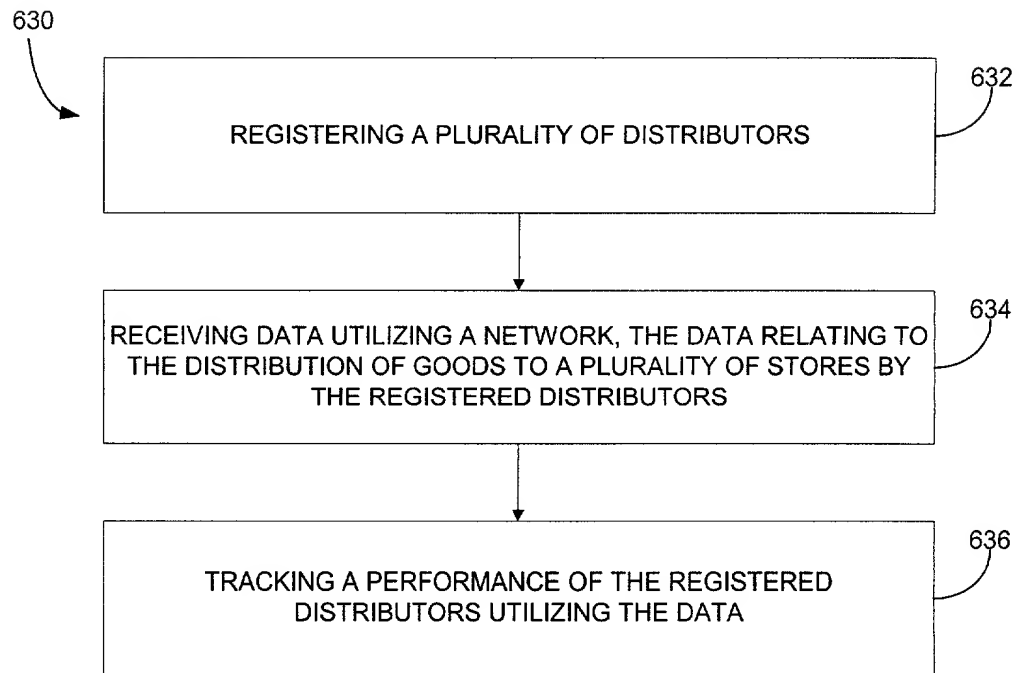 630
632
REGISTERING A PLURALITY OF DISTRIBUTORS
634
RECEIVING DATA UTILIZING A NETWORK, THE DATA RELATING TO
THE DISTRIBUTION OF GOODS TO A PLURALITY OF STORES BY
THE REGISTERED DISTRIBUTORS
636
TRACKING A PERFORMANCE OF THE REGISTERED
DISTRIBUTORS UTILIZING THE DATA